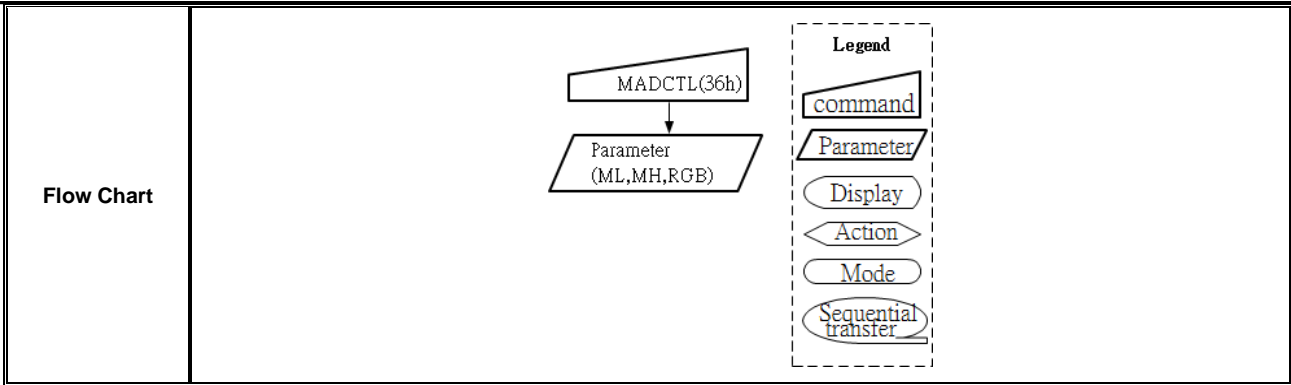 Flow Chart
MADCTL(36h)
Parameter
(ML,MH,RGB)
Legend
command
Parameter
Display
Action
Mode
Sequential
transfer